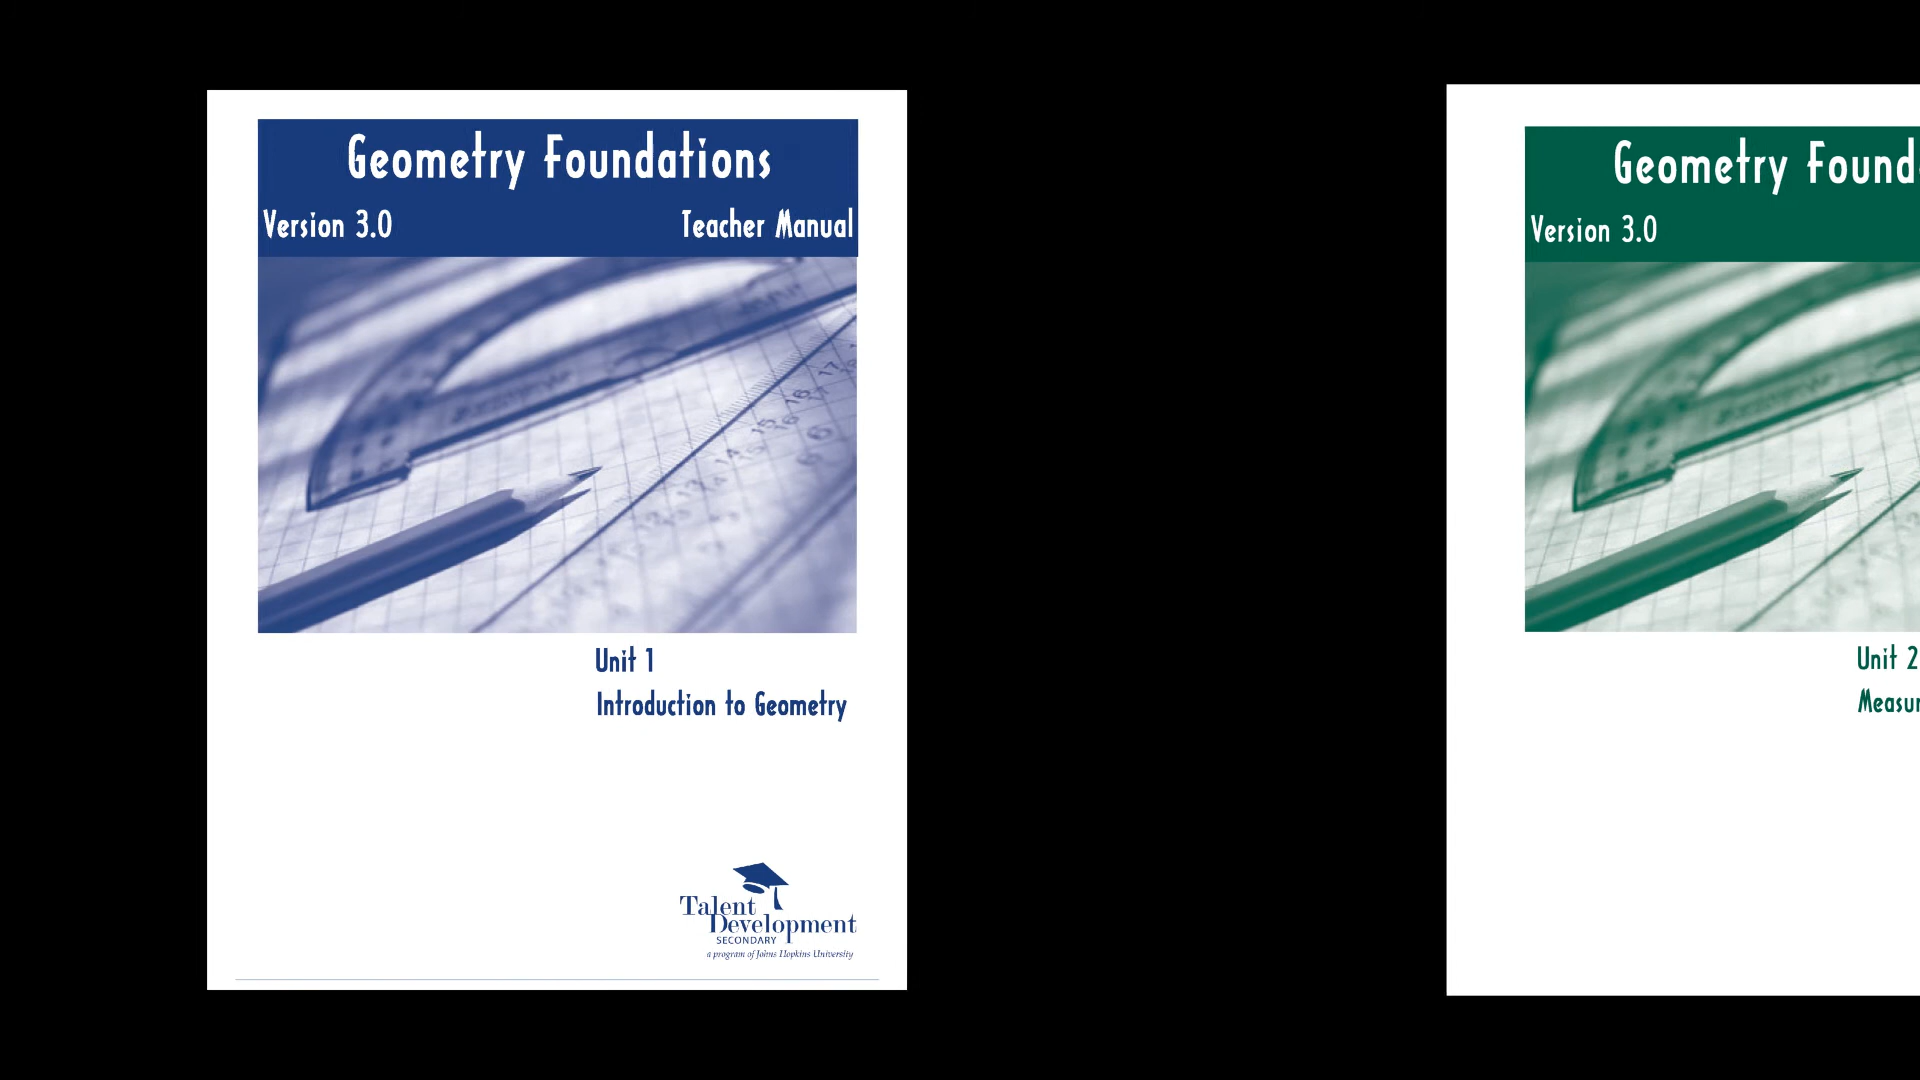 Geometry Foundations
Version 3.0 Teacher Manual
Unit 1
Introduction to Geometry
Talent
Development
SECONDARY
a program of Johns Hopkins University
Geometry
Version 3.0
Unit 2